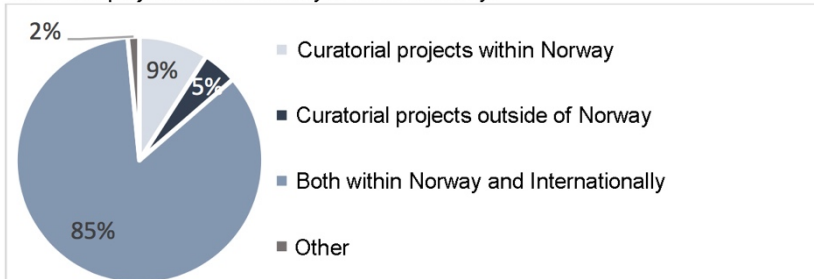 2%
9%
5%
85%
Curatorial projects within Norway
Curatorial projects outside of Norway
Both within Norway and Internationally
Other